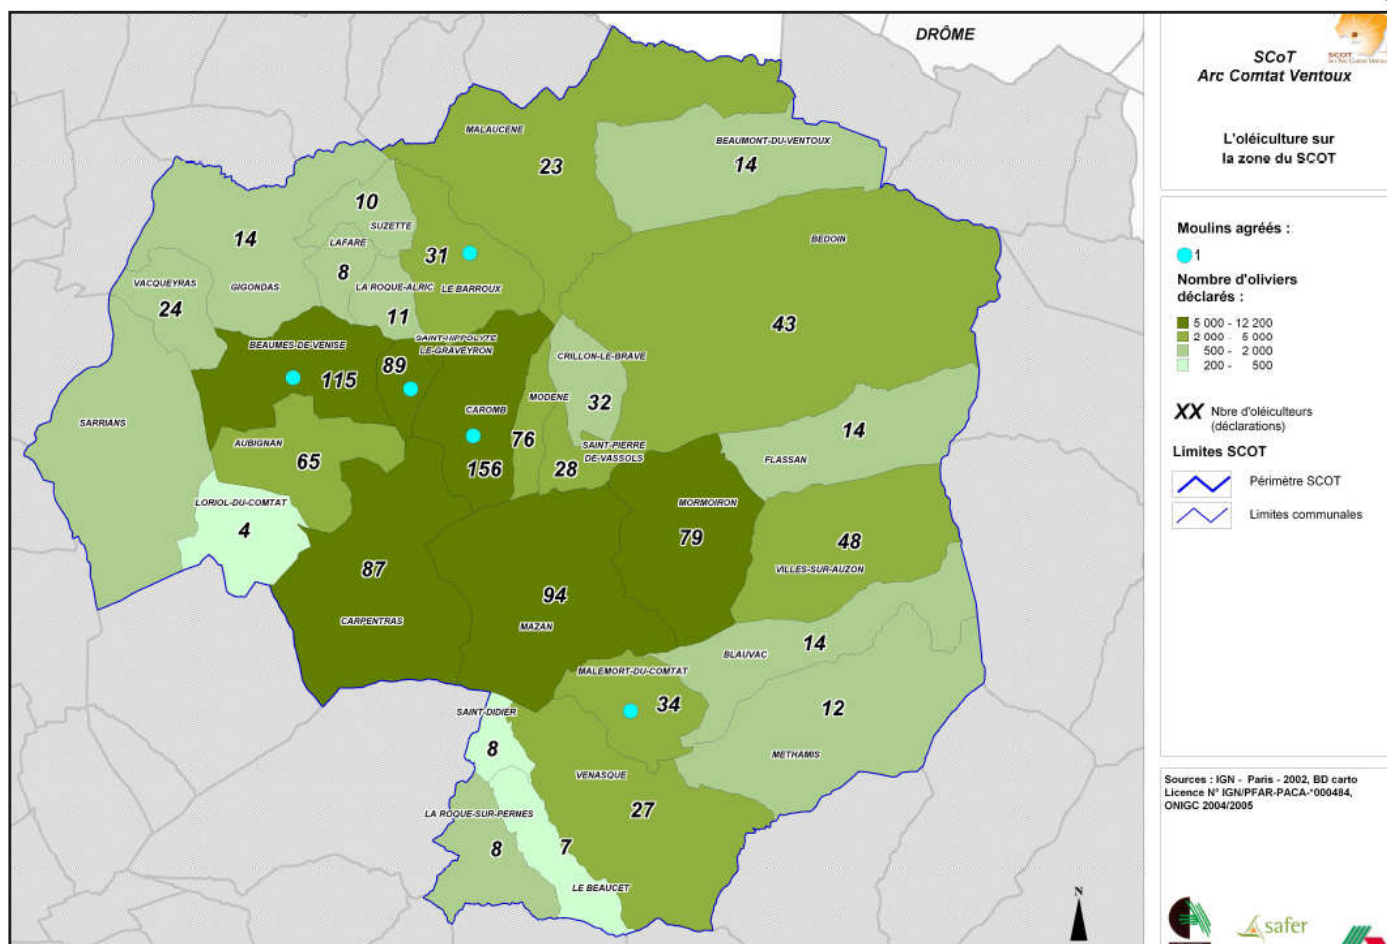 DRÔME
MALAUCÈNE
23
BEAUMONT-DU-VENTOUX
14
10
SUZETTE
14
LAFARE
31
BEDOIN
8
VACQUEYRAS
GIGONDAS
LA ROQUE-ALRIC
LE BARROUX
24
11
43
SAINT-HIPPOLYTE
LE-GRAVEYRON
BEAUMES-DE-VENISE
89
CRILLON-LE-BRAVE
115
MODENE
32
CAROMB
SARRIANS
14
AUBIGNAN
76
SAINT-PIERRE
DE-VASSOLS
65
156
28
FLASSAN
LORIOL-DU-COMTAT
MORMOIRON
4
79
48
87
VILLES-SUR-AUZON
94
CARPENTRAS
MAZAN
14
BLAUVAC
MALEMORT-DU-COMTAT
34
12
SAINT-DIDIER
8
METHAMIS
VENASQUE
LA ROQUE-SUR-PERNES
27
8
7
LE BEAUCET
N
SCOT
SCoT
Arc Comtat Ventoux
L'oléiculture sur
la zone du SCOT
Moulins agréés :
1
Nombre d'oliviers
déclarés :
5 000 - 12 200
2 000 - 5 000
500 - 2 000
200 - 500
XX Nbre d'oléiculteurs
(déclarations)
Limites SCOT
Périmètre SCOT
Limites communales
Sources : IGN - Paris - 2002, BD carto
Licence N° IGN/PFAR-PACA-°000484,
ONIGC 2004/2005
safer